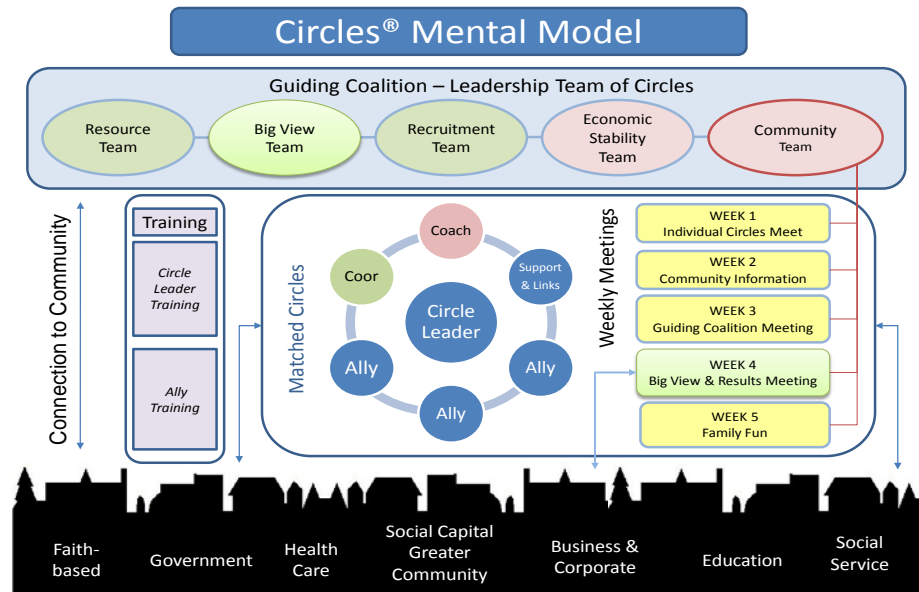 Circles® Mental Model
Guiding Coalition – Leadership Team of Circles
Resource
Team
Big View
Team
Recruitment
Team
Economic
Stability
Team
Community
Team
Connection to Community
Training
Circle
Leader
Training
Ally
Training
Matched Circles
Coach
Coor
Support
& Links
Circle
Leader
Ally
Ally
Ally
Weekly Meetings
WEEK 1
Individual Circles Meet
WEEK 2
Community Information
WEEK 3
Guiding Coalition Meeting
WEEK 4
Big View & Results Meeting
WEEK 5
Family Fun
Faith-
based
Government
Health
Care
Social Capital
Greater
Community
Business &
Corporate
Education
Social
Service